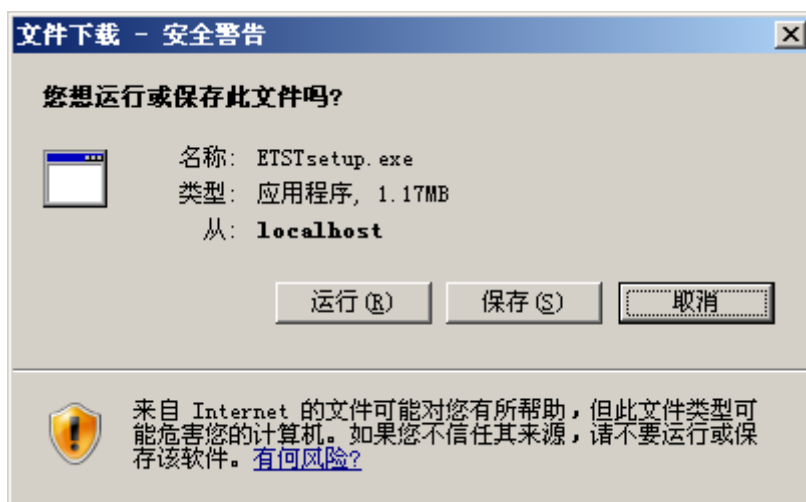 文件下载 - 安全警告
您想运行或保存此文件吗?
名称: ETSTsetup.exe
类型: 应用程序, 1.17MB
从: localhost
运行(R) 保存(S) 取消
来自 Internet 的文件可能对您有所帮助，但此文件类型可
能危害您的计算机。如果您不信任其来源，请不要运行或保
存该软件。有何风险?